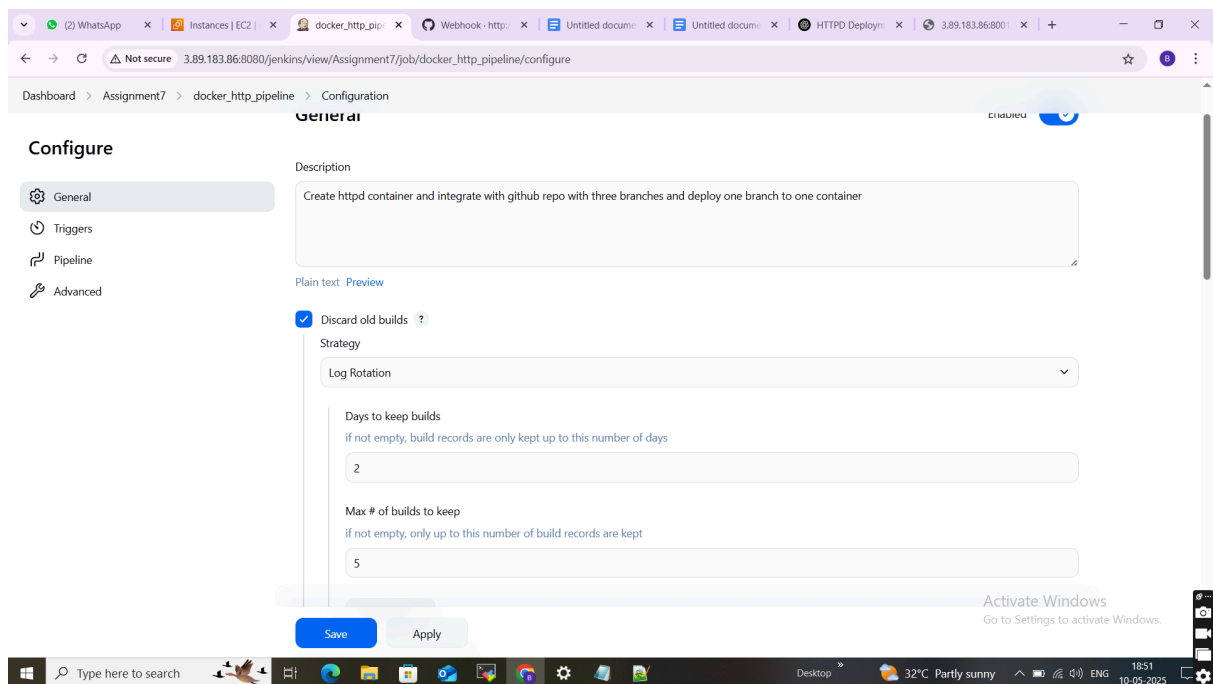 (2) WhatsApp
Instances | EC2 |
docker_http_pipe
Webhook · http:/
Untitled docume
Untitled docume
HTTPD Deploym
3.89.183.86:8001
Not secure 3.89.183.86:8080/jenkins/view/Assignment7/job/docker_http_pipeline/configure
B
Dashboard > Assignment7 > docker_http_pipeline > Configuration
Configure
General
Triggers
Pipeline
Advanced
General
Enabled
Description
Create httpd container and integrate with github repo with three branches and deploy one branch to one container
Plain text Preview
Discard old builds ?
Strategy
Log Rotation
Days to keep builds
if not empty, build records are only kept up to this number of days
2
Max # of builds to keep
if not empty, only up to this number of build records are kept
5
Save Apply
Activate Windows
Go to Settings to activate Windows.
Type here to search
Desktop »
32°C Partly sunny
ENG
18:51
10-05-2025